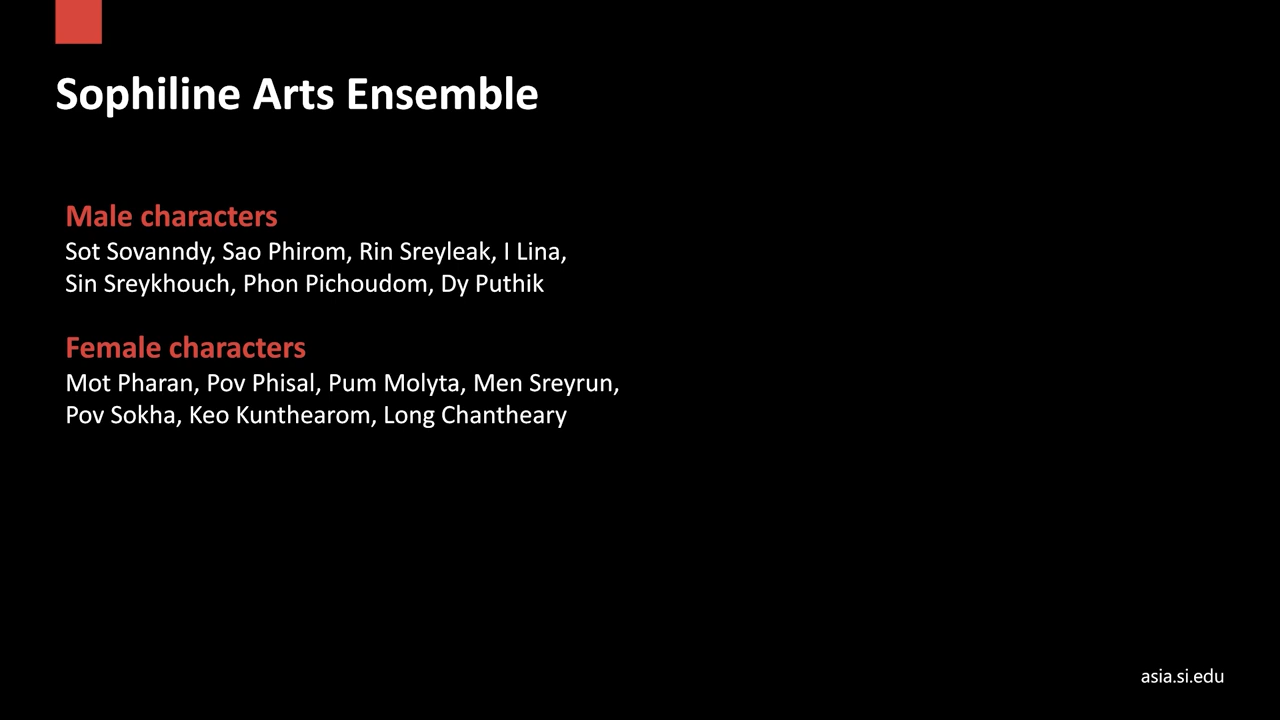 Sophiline Arts Ensemble
Male characters
Sot Sovanndy, Sao Phirom, Rin Sreyleak, I Lina,
Sin Sreykhouch, Phon Pichoudom, Dy Puthik
Female characters
Mot Pharan, Pov Phisal, Pum Molyta, Men Sreyrun,
Pov Sokha, Keo Kunthearom, Long Chantheary
asia.si.edu